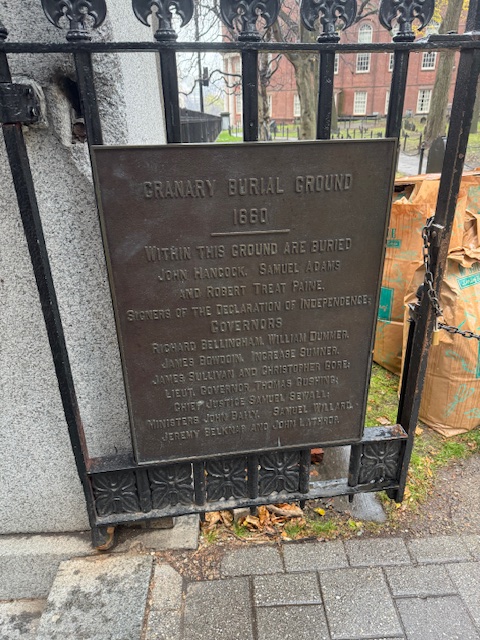 GRANARY BURIAL GROUND
1660
WITHIN THIS GROUND ARE BURIED
JOHN HANCOCK, SAMUEL ADAMS
AND ROBERT TREAT PAINE,
SIGNERS OF THE DECLARATION OF INDEPENDENCE;
GOVERNORS
RICHARD BELLINGHAM, WILLIAM DUMMER,
JAMES BOWDOIN, INCREASE SUMNER,
JAMES SULLIVAN AND CHRISTOPHER GORE;
LIEUT. GOVERNOR THOMAS CUSHING;
CHIEF JUSTICE SAMUEL SEWALL;
MINISTERS JOHN BAILY, SAMUEL WILLARD,
JEREMY BELKNAP AND JOHN LATHROP.